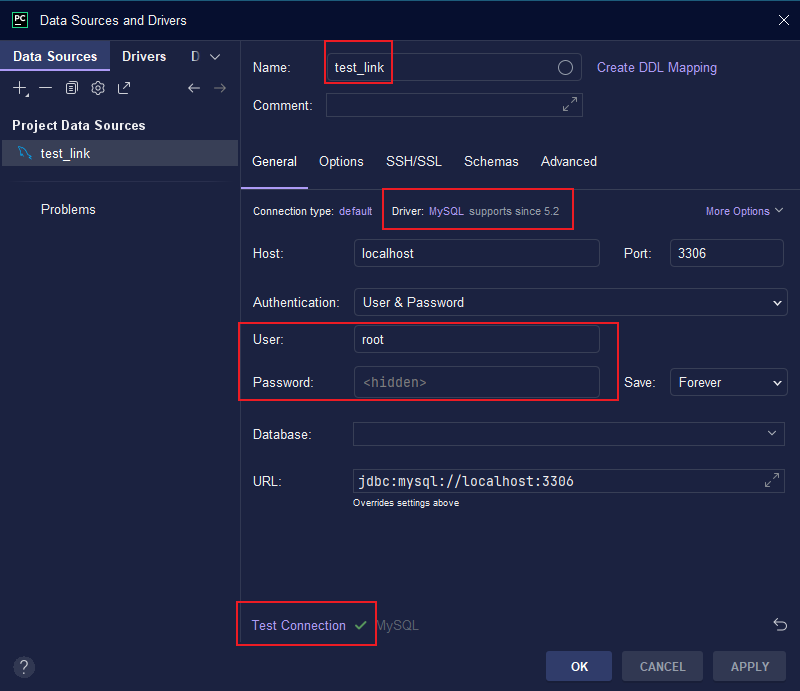 PC Data Sources and Drivers
Data Sources Drivers D
Name: test_link Create DDL Mapping
Comment:
Project Data Sources
test_link
Problems
General Options SSH/SSL Schemas Advanced
Connection type: default Driver: MySQL supports since 5.2 More Options
Host: localhost Port: 3306
Authentication: User & Password
User: root
Password: <hidden> Save: Forever
Database:
URL: jdbc:mysql://localhost:3306
Overrides settings above
Test Connection MySQL
? OK CANCEL APPLY